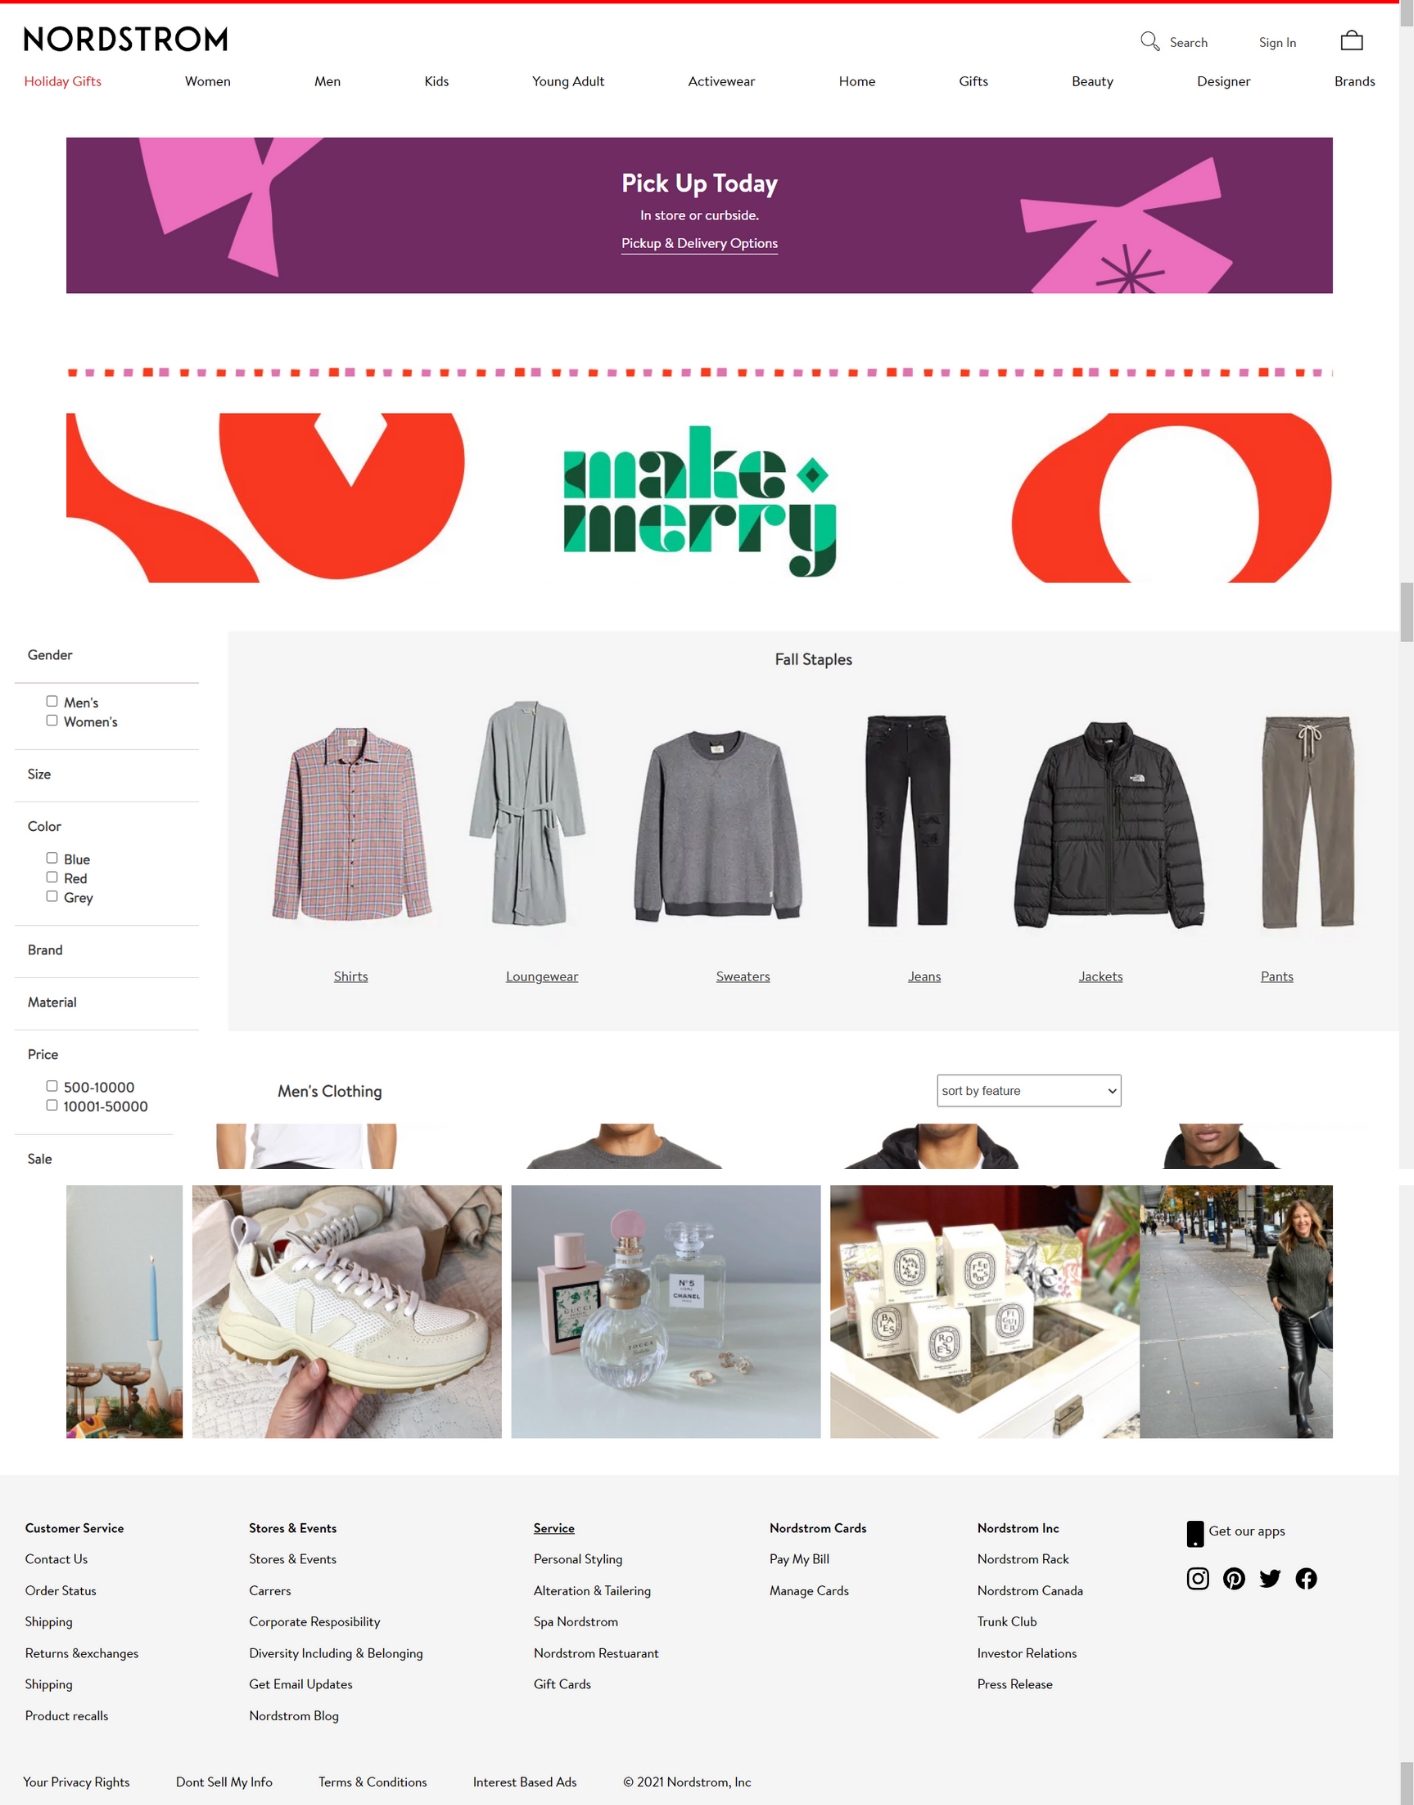 NORDSTROM
Search
Sign In
Holiday Gifts
Women
Men
Kids
Young Adult
Activewear
Home
Gifts
Beauty
Designer
Brands
Pick Up Today
In store or curbside.
Pickup & Delivery Options
make
merry
Gender
Men's
Women's
Size
Color
Blue
Red
Grey
Brand
Material
Price
500-10000
10001-50000
Sale
Fall Staples
Shirts
Loungewear
Sweaters
Jeans
Jackets
Pants
Men's Clothing
sort by feature
GUCCI
N°5
CHANEL
TOCCA
BAIES
ROSES
FIGUIER
Customer Service
Contact Us
Order Status
Shipping
Returns &exchanges
Shipping
Product recalls
Stores & Events
Stores & Events
Carrers
Corporate Resposibility
Diversity Including & Belonging
Get Email Updates
Nordstrom Blog
Service
Personal Styling
Alteration & Tailering
Spa Nordstrom
Nordstrom Restuarant
Gift Cards
Nordstrom Cards
Pay My Bill
Manage Cards
Nordstrom Inc
Nordstrom Rack
Nordstrom Canada
Trunk Club
Investor Relations
Press Release
Get our apps
Your Privacy Rights
Dont Sell My Info
Terms & Conditions
Interest Based Ads
© 2021 Nordstrom, Inc